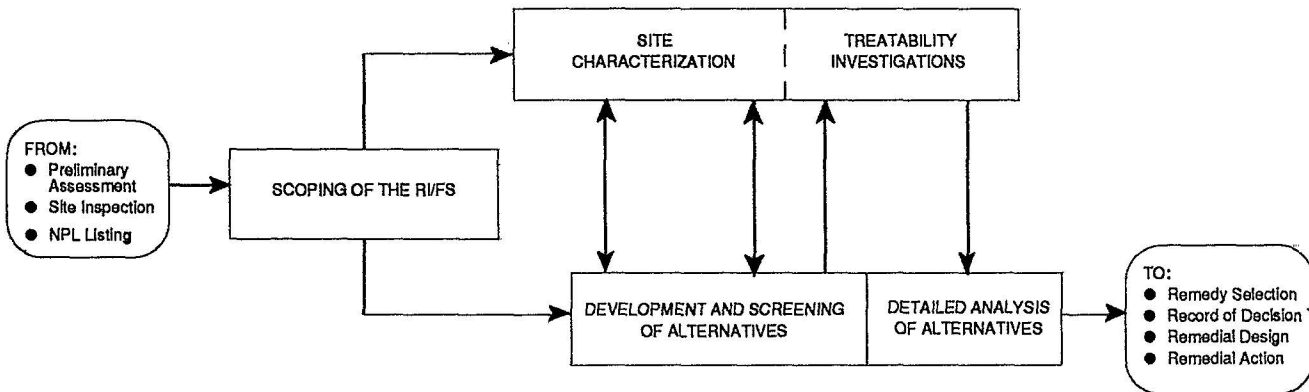 FROM:
● Preliminary
Assessment
● Site Inspection
● NPL Listing
SCOPING OF THE RI/FS
SITE
CHARACTERIZATION
TREATABILITY
INVESTIGATIONS
DEVELOPMENT AND SCREENING
OF ALTERNATIVES
DETAILED ANALYSIS
OF ALTERNATIVES
TO:
● Remedy Selection
● Record of Decision
● Remedial Design
● Remedial Action